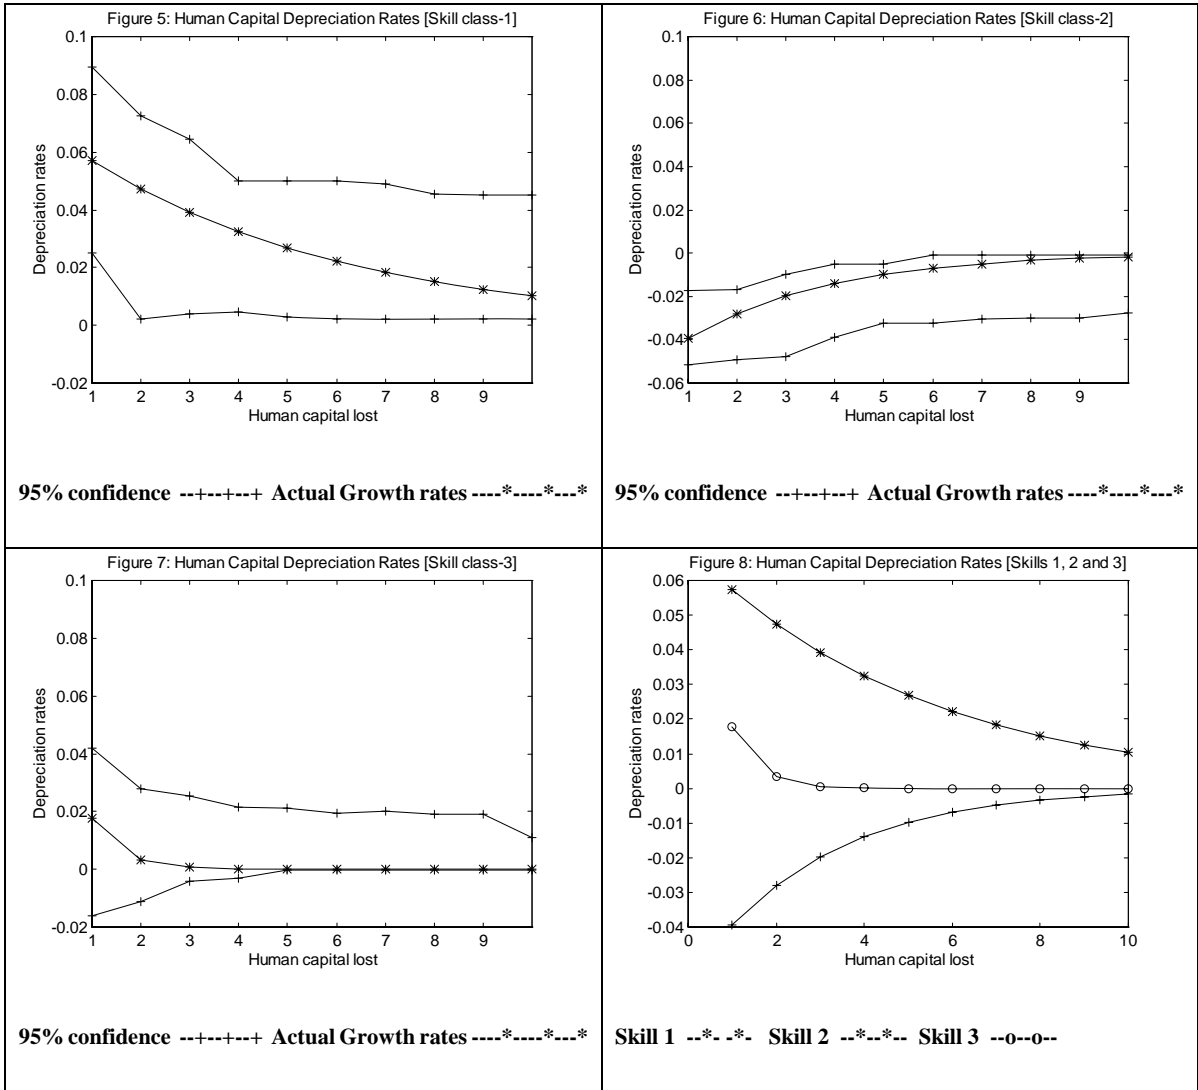 Figure 5: Human Capital Depreciation Rates [Skill class-1]
0.1
0.08
0.06
0.04
0.02
0
-0.02
Depreciation rates
1 2 3 4 5 6 7 8 9
Human capital lost
95% confidence --+--+--+ Actual Growth rates ----*----*---*
Figure 6: Human Capital Depreciation Rates [Skill class-2]
0.1
0.08
0.06
0.04
0.02
0
-0.02
-0.04
-0.06
Depreciation rates
1 2 3 4 5 6 7 8 9
Human capital lost
95% confidence --+--+--+ Actual Growth rates ----*----*---*
Figure 7: Human Capital Depreciation Rates [Skill class-3]
0.1
0.08
0.06
0.04
0.02
0
-0.02
Depreciation rates
1 2 3 4 5 6 7 8 9
Human capital lost
95% confidence --+--+--+ Actual Growth rates ----*----*---*
Figure 8: Human Capital Depreciation Rates [Skills 1, 2 and 3]
0.06
0.05
0.04
0.03
0.02
0.01
0
-0.01
-0.02
-0.03
-0.04
Depreciation rates
0 2 4 6 8 10
Human capital lost
Skill 1 --*- -*- Skill 2 --*--*-- Skill 3 --o--o--